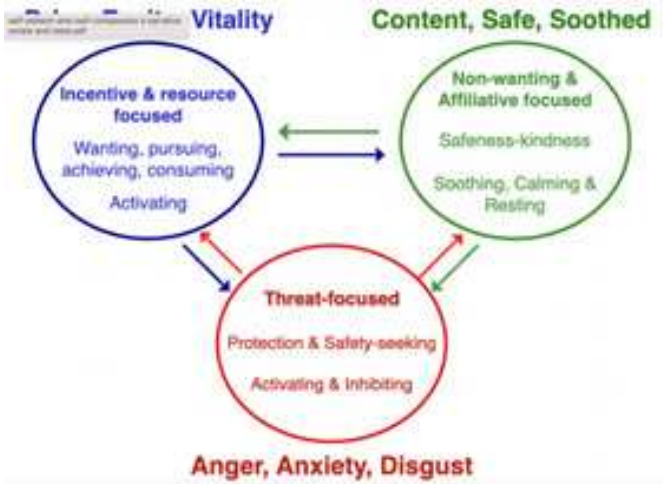 Vitality
Content, Safe, Soothed
Incentive & resource
focused
Wanting, pursuing,
achieving, consuming
Activating
Non-wanting &
Affiliative focused
Safeness-kindness
Soothing, Calming &
Resting
Threat-focused
Protection & Safety-seeking
Activating & Inhibiting
Anger, Anxiety, Disgust